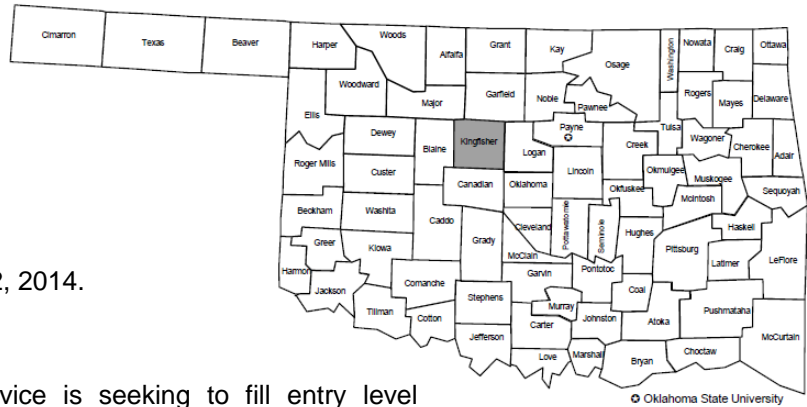 Cimarron
Texas
Beaver
Harper
Woods
Alfalfa
Grant
Kay
Osage
Washington
Nowata
Craig
Ottawa
Woodward
Major
Garfield
Noble
Pawnee
Rogers
Mayes
Delaware
Ellis
Dewey
Blaine
Kingfisher
Logan
Payne
Creek
Tulsa
Wagoner
Cherokee
Adair
Roger Mills
Custer
Canadian
Oklahoma
Lincoln
Okfuskee
Okmulgee
Muskogee
McIntosh
Sequoyah
Beckham
Washita
Caddo
Grady
Cleveland
Pottawatomie
Seminole
Hughes
Pittsburg
Haskel
Latimer
LeFlore
Greer
Kiowa
McClain
Garvin
Pontotoc
Harmon
Jackson
Comanche
Stephens
Murray
Coal
Atoka
Pushmataha
McCurtain
Tillman
Cotton
Jefferson
Carter
Johnston
Love
Marshall
Bryan
Choctaw
2, 2014.
vice is seeking to fill entry level
Oklahoma State University